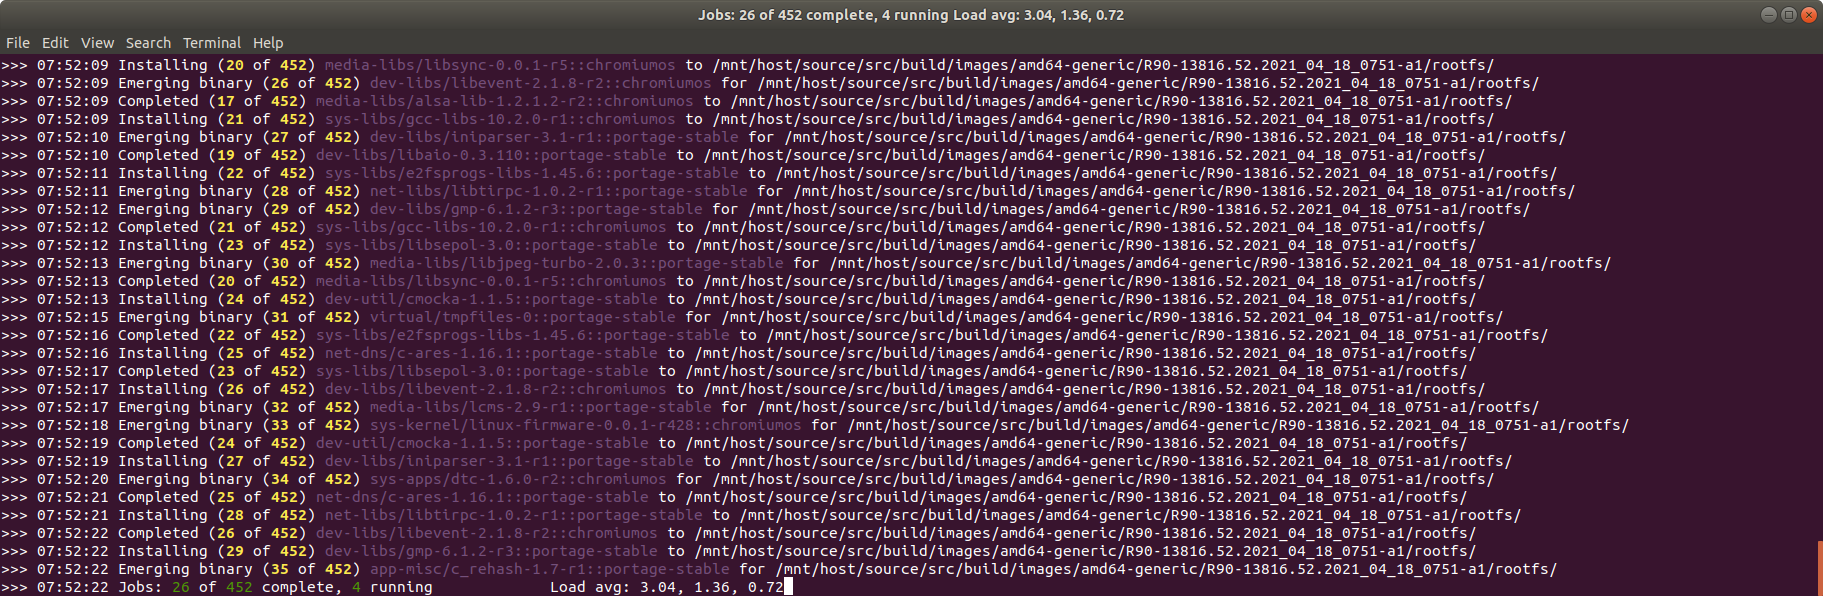 Jobs: 26 of 452 complete, 4 running Load avg: 3.04, 1.36, 0.72
File Edit View Search Terminal Help
>>> 07:52:09 Installing (20 of 452) media-libs/libsync-0.0.1-r5::chromiumos to /mnt/host/source/src/build/images/amd64-generic/R90-13816.52.2021_04_18_0751-a1/rootfs/
>>> 07:52:09 Emerging binary (26 of 452) dev-libs/libevent-2.1.8-r2::chromiumos for /mnt/host/source/src/build/images/amd64-generic/R90-13816.52.2021_04_18_0751-a1/rootfs/
>>> 07:52:09 Completed (17 of 452) media-libs/alsa-lib-1.2.1.2-r2::chromiumos to /mnt/host/source/src/build/images/amd64-generic/R90-13816.52.2021_04_18_0751-a1/rootfs/
>>> 07:52:09 Installing (21 of 452) sys-libs/gcc-libs-10.2.0-r1::chromiumos to /mnt/host/source/src/build/images/amd64-generic/R90-13816.52.2021_04_18_0751-a1/rootfs/
>>> 07:52:10 Emerging binary (27 of 452) dev-libs/iniparser-3.1-r1::portage-stable for /mnt/host/source/src/build/images/amd64-generic/R90-13816.52.2021_04_18_0751-a1/rootfs/
>>> 07:52:10 Completed (19 of 452) dev-libs/libaio-0.3.110::portage-stable to /mnt/host/source/src/build/images/amd64-generic/R90-13816.52.2021_04_18_0751-a1/rootfs/
>>> 07:52:11 Installing (22 of 452) sys-libs/e2fsprogs-libs-1.45.6::portage-stable to /mnt/host/source/src/build/images/amd64-generic/R90-13816.52.2021_04_18_0751-a1/rootfs/
>>> 07:52:11 Emerging binary (28 of 452) net-libs/libtirpc-1.0.2-r1::portage-stable for /mnt/host/source/src/build/images/amd64-generic/R90-13816.52.2021_04_18_0751-a1/rootfs/
>>> 07:52:12 Emerging binary (29 of 452) dev-libs/gmp-6.1.2-r3::portage-stable for /mnt/host/source/src/build/images/amd64-generic/R90-13816.52.2021_04_18_0751-a1/rootfs/
>>> 07:52:12 Completed (21 of 452) sys-libs/gcc-libs-10.2.0-r1::chromiumos to /mnt/host/source/src/build/images/amd64-generic/R90-13816.52.2021_04_18_0751-a1/rootfs/
>>> 07:52:12 Installing (23 of 452) sys-libs/libsepol-3.0::portage-stable to /mnt/host/source/src/build/images/amd64-generic/R90-13816.52.2021_04_18_0751-a1/rootfs/
>>> 07:52:13 Emerging binary (30 of 452) media-libs/libjpeg-turbo-2.0.3::portage-stable for /mnt/host/source/src/build/images/amd64-generic/R90-13816.52.2021_04_18_0751-a1/rootfs/
>>> 07:52:13 Completed (20 of 452) media-libs/libsync-0.0.1-r5::chromiumos to /mnt/host/source/src/build/images/amd64-generic/R90-13816.52.2021_04_18_0751-a1/rootfs/
>>> 07:52:13 Installing (24 of 452) dev-util/cmocka-1.1.5::portage-stable to /mnt/host/source/src/build/images/amd64-generic/R90-13816.52.2021_04_18_0751-a1/rootfs/
>>> 07:52:15 Emerging binary (31 of 452) virtual/tmpfiles-0::portage-stable for /mnt/host/source/src/build/images/amd64-generic/R90-13816.52.2021_04_18_0751-a1/rootfs/
>>> 07:52:16 Completed (22 of 452) sys-libs/e2fsprogs-libs-1.45.6::portage-stable to /mnt/host/source/src/build/images/amd64-generic/R90-13816.52.2021_04_18_0751-a1/rootfs/
>>> 07:52:16 Installing (25 of 452) net-dns/c-ares-1.16.1::portage-stable to /mnt/host/source/src/build/images/amd64-generic/R90-13816.52.2021_04_18_0751-a1/rootfs/
>>> 07:52:17 Completed (23 of 452) sys-libs/libsepol-3.0::portage-stable to /mnt/host/source/src/build/images/amd64-generic/R90-13816.52.2021_04_18_0751-a1/rootfs/
>>> 07:52:17 Installing (26 of 452) dev-libs/libevent-2.1.8-r2::chromiumos to /mnt/host/source/src/build/images/amd64-generic/R90-13816.52.2021_04_18_0751-a1/rootfs/
>>> 07:52:17 Emerging binary (32 of 452) media-libs/lcms-2.9-r1::portage-stable for /mnt/host/source/src/build/images/amd64-generic/R90-13816.52.2021_04_18_0751-a1/rootfs/
>>> 07:52:18 Emerging binary (33 of 452) sys-kernel/linux-firmware-0.0.1-r428::chromiumos for /mnt/host/source/src/build/images/amd64-generic/R90-13816.52.2021_04_18_0751-a1/rootfs/
>>> 07:52:19 Completed (24 of 452) dev-util/cmocka-1.1.5::portage-stable to /mnt/host/source/src/build/images/amd64-generic/R90-13816.52.2021_04_18_0751-a1/rootfs/
>>> 07:52:19 Installing (27 of 452) dev-libs/iniparser-3.1-r1::portage-stable to /mnt/host/source/src/build/images/amd64-generic/R90-13816.52.2021_04_18_0751-a1/rootfs/
>>> 07:52:20 Emerging binary (34 of 452) sys-apps/dtc-1.6.0-r2::chromiumos for /mnt/host/source/src/build/images/amd64-generic/R90-13816.52.2021_04_18_0751-a1/rootfs/
>>> 07:52:21 Completed (25 of 452) net-dns/c-ares-1.16.1::portage-stable to /mnt/host/source/src/build/images/amd64-generic/R90-13816.52.2021_04_18_0751-a1/rootfs/
>>> 07:52:21 Installing (28 of 452) net-libs/libtirpc-1.0.2-r1::portage-stable to /mnt/host/source/src/build/images/amd64-generic/R90-13816.52.2021_04_18_0751-a1/rootfs/
>>> 07:52:22 Completed (26 of 452) dev-libs/libevent-2.1.8-r2::chromiumos to /mnt/host/source/src/build/images/amd64-generic/R90-13816.52.2021_04_18_0751-a1/rootfs/
>>> 07:52:22 Installing (29 of 452) dev-libs/gmp-6.1.2-r3::portage-stable to /mnt/host/source/src/build/images/amd64-generic/R90-13816.52.2021_04_18_0751-a1/rootfs/
>>> 07:52:22 Emerging binary (35 of 452) app-misc/c_rehash-1.7-r1::portage-stable for /mnt/host/source/src/build/images/amd64-generic/R90-13816.52.2021_04_18_0751-a1/rootfs/
>>> 07:52:22 Jobs: 26 of 452 complete, 4 running Load avg: 3.04, 1.36, 0.72